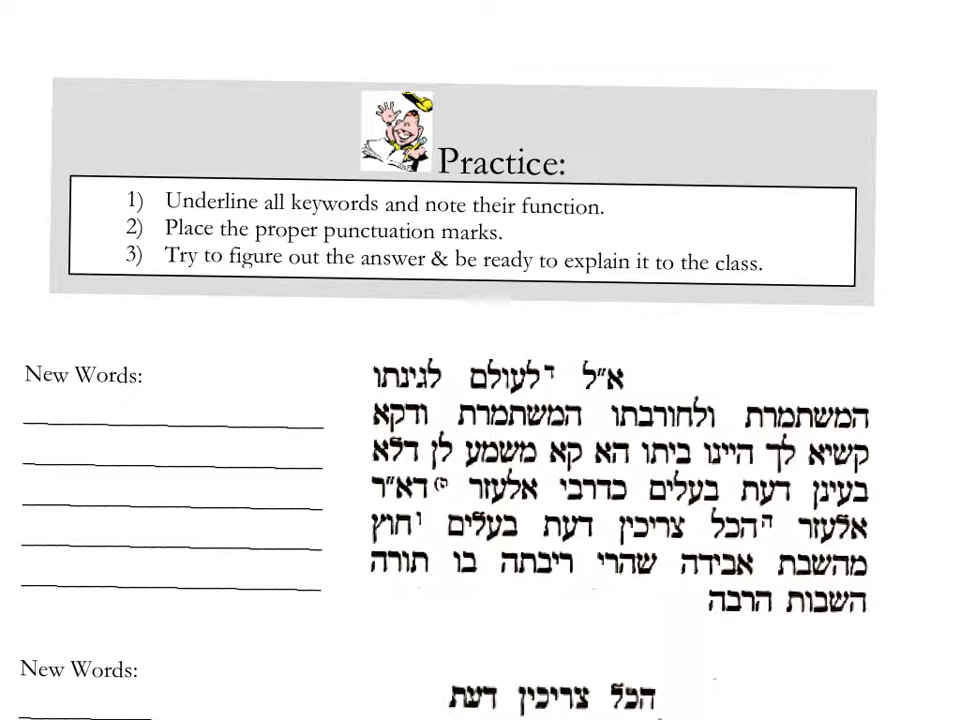 Practice:
1) Underline all keywords and note their function.
2) Place the proper punctuation marks.
3) Try to figure out the answer & be ready to explain it to the class.
New Words:
א״ל ד לעולם לגינתו
המשתמרת ולחורבתו המשתמרת ודקא
קשיא לך היינו ביתו הא קא משמע לן דלא
בעינן דעת בעלים כדרבי אלעזר דא״ר
אלעזר ה הכל צריכין דעת בעלים ו חוץ
מהשבת אבידה שהרי ריבתה בו תורה
השבות הרבה
New Words:
הכל צריכין דעת